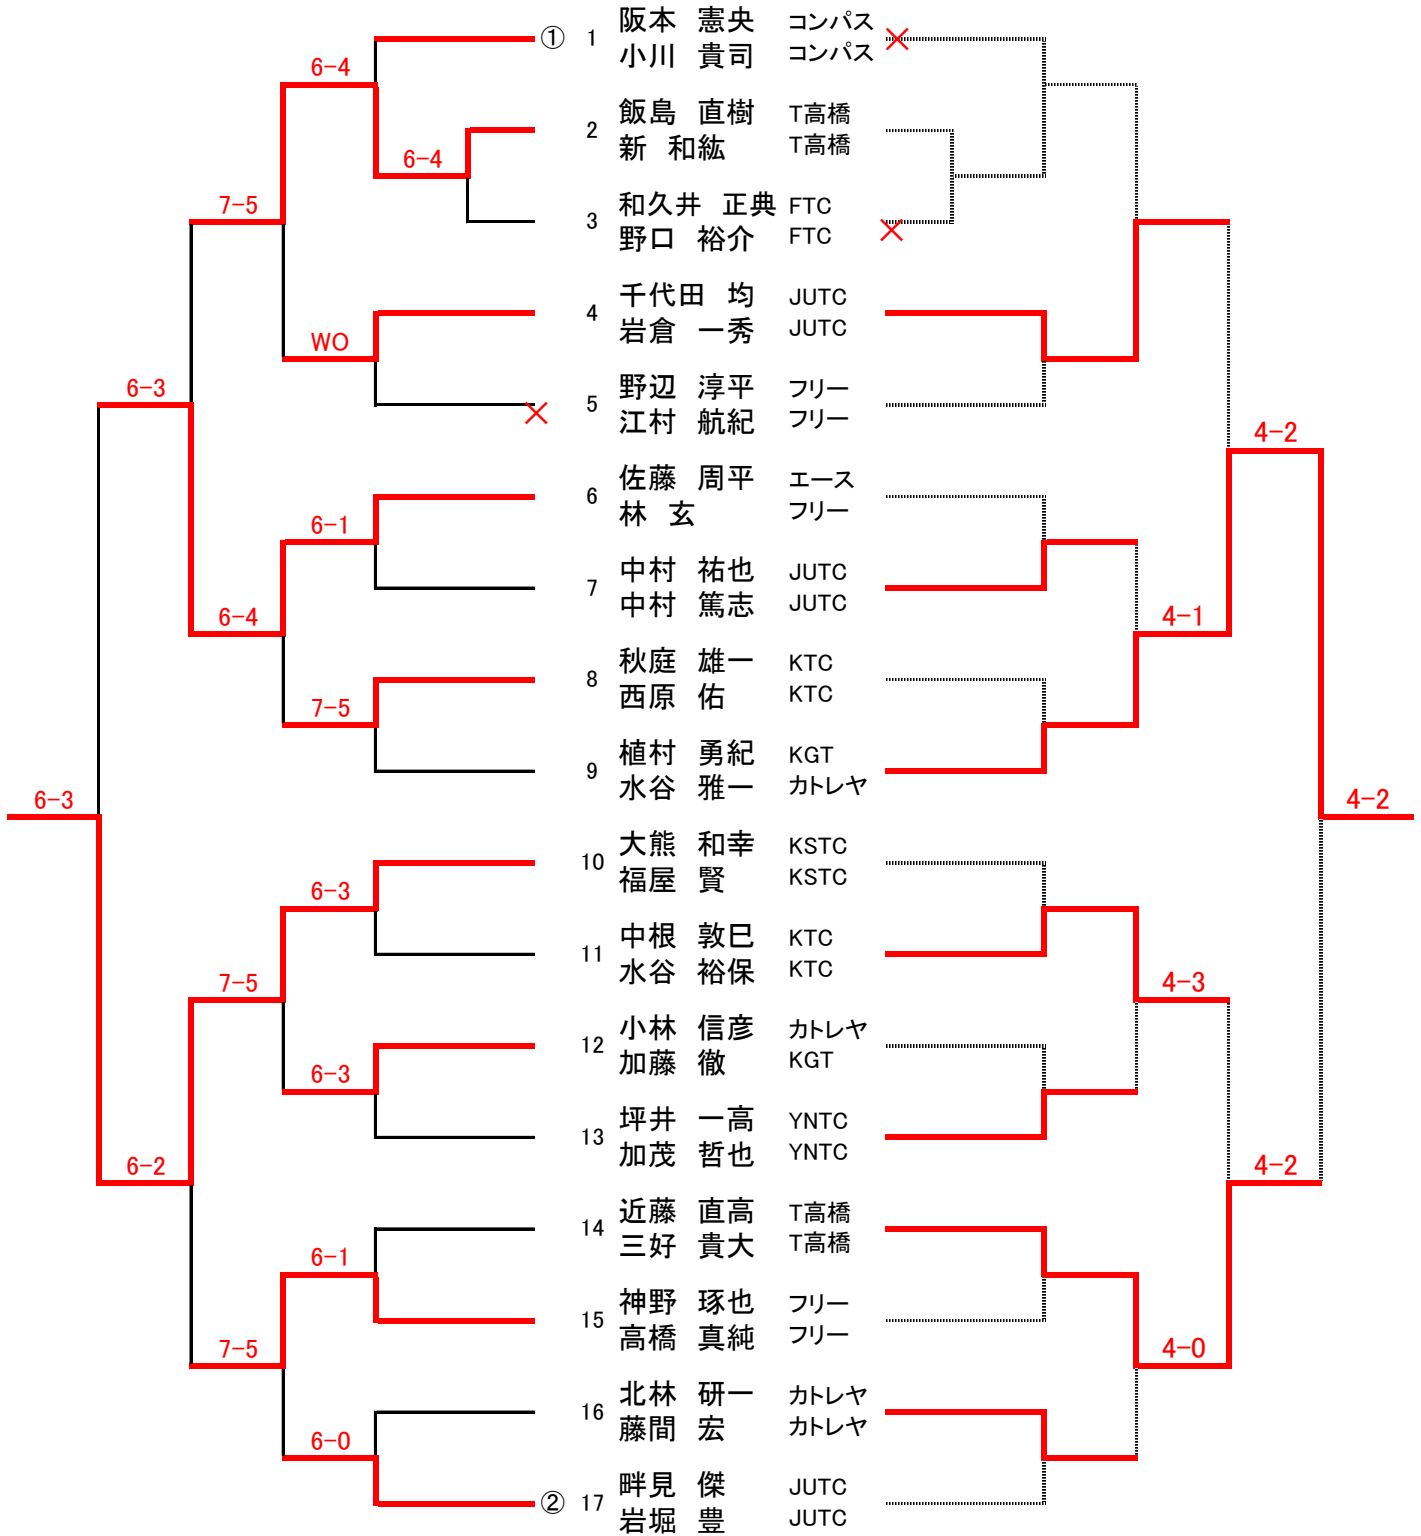 ① 1 阪本 憲央 コンパス
小川 貴司 コンパス
6-4
2 飯島 直樹 T高橋
新 和紘 T高橋
6-4
3 和久井 正典 FTC
野口 裕介 FTC
7-5
4 千代田 均 JUTC
岩倉 一秀 JUTC
WO
5 野辺 淳平 フリー
江村 航紀 フリー
6-3
4-2
6 佐藤 周平 エース
林 玄 フリー
6-1
7 中村 祐也 JUTC
中村 篤志 JUTC
6-4
4-1
8 秋庭 雄一 KTC
西原 佑 KTC
7-5
9 植村 勇紀 KGT
水谷 雅一 カトレヤ
6-3
4-2
10 大熊 和幸 KSTC
福屋 賢 KSTC
6-3
11 中根 敦巳 KTC
水谷 裕保 KTC
7-5
4-3
12 小林 信彦 カトレヤ
加藤 徹 KGT
6-3
13 坪井 一高 YNTC
加茂 哲也 YNTC
6-2
4-2
14 近藤 直高 T高橋
三好 貴大 T高橋
6-1
15 神野 琢也 フリー
高橋 真純 フリー
7-5
4-0
16 北林 研一 カトレヤ
藤間 宏 カトレヤ
6-0
② 17 畔見 傑 JUTC
岩堀 豊 JUTC